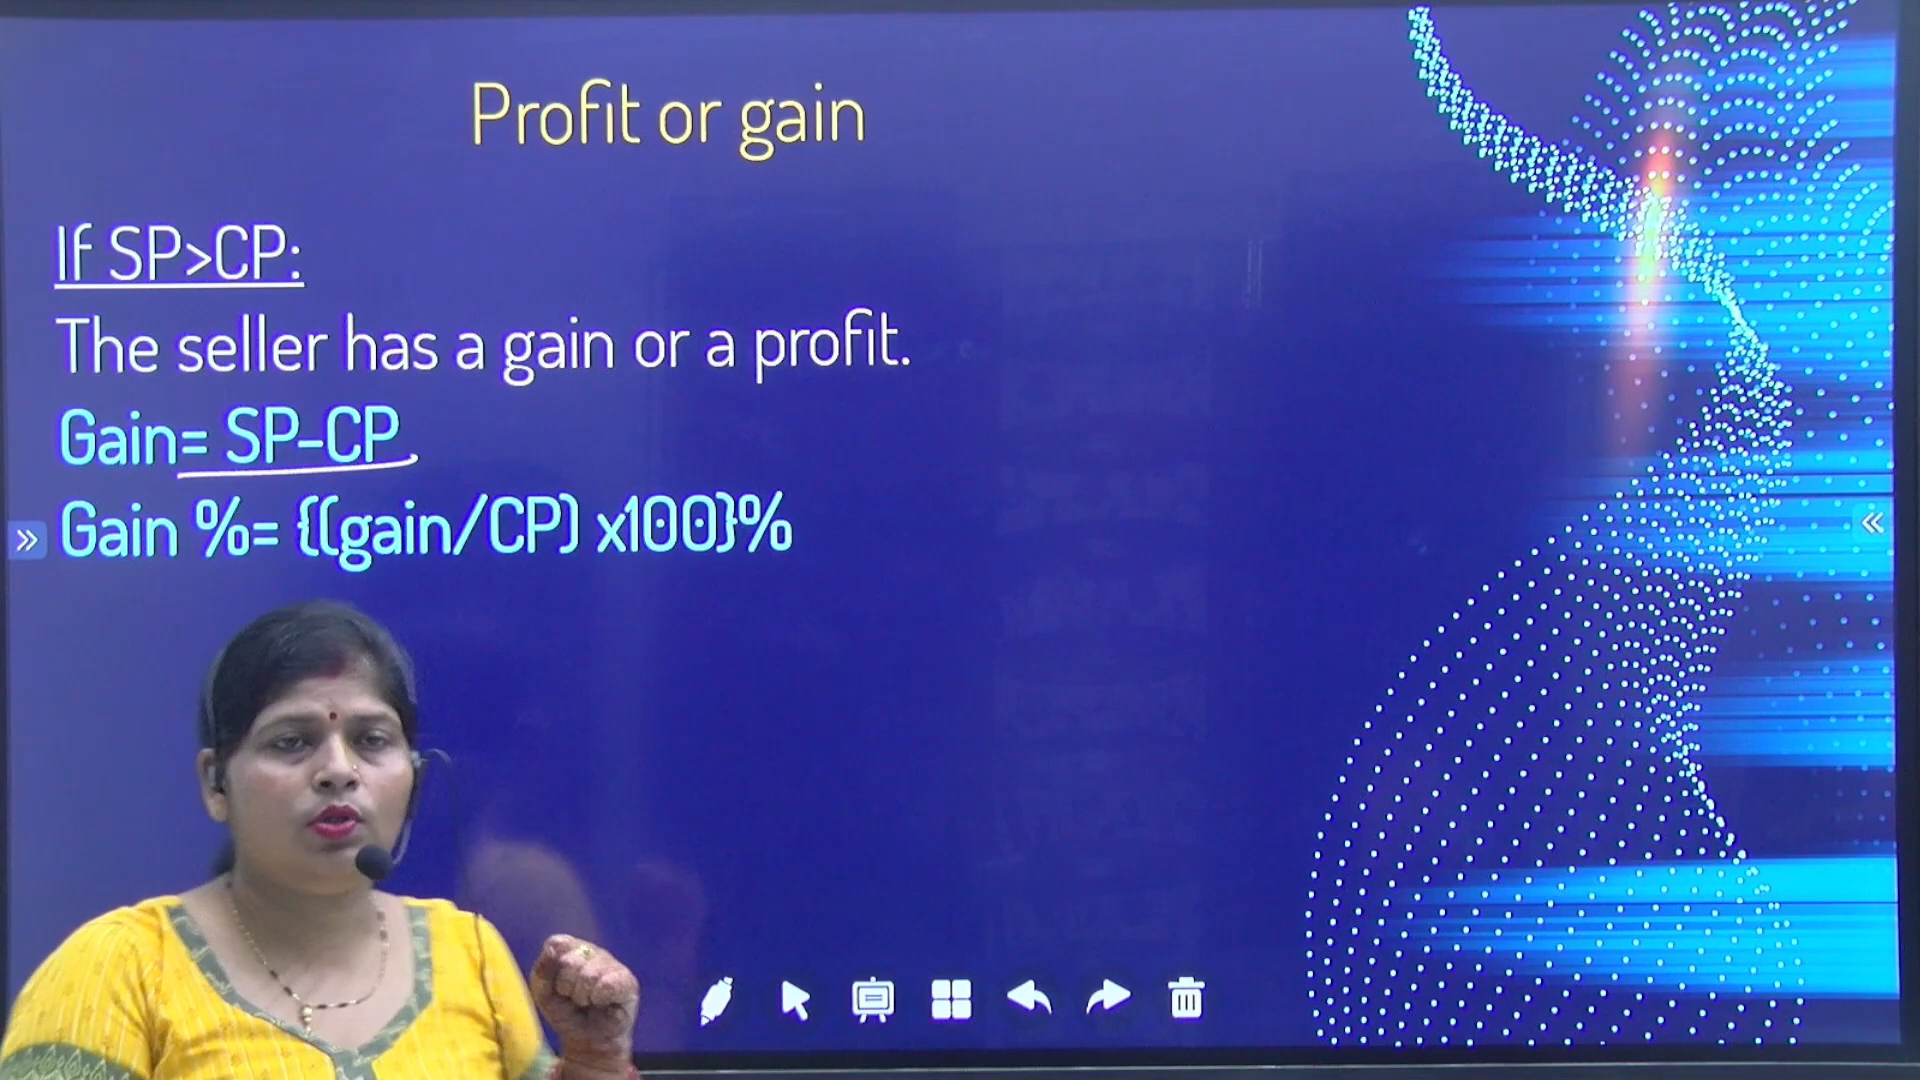 Profit or gain
If SP>CP:
The seller has a gain or a profit.
Gain= SP-CP
Gain %= {(gain/CP) x100}%